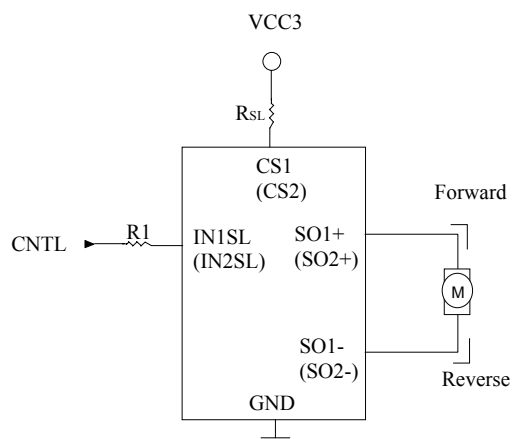 VCC3
RSL
CS1
(CS2)
Forward
R1
CNTL
IN1SL
(IN2SL)
SO1+
(SO2+)
M
SO1-
(SO2-)
Reverse
GND